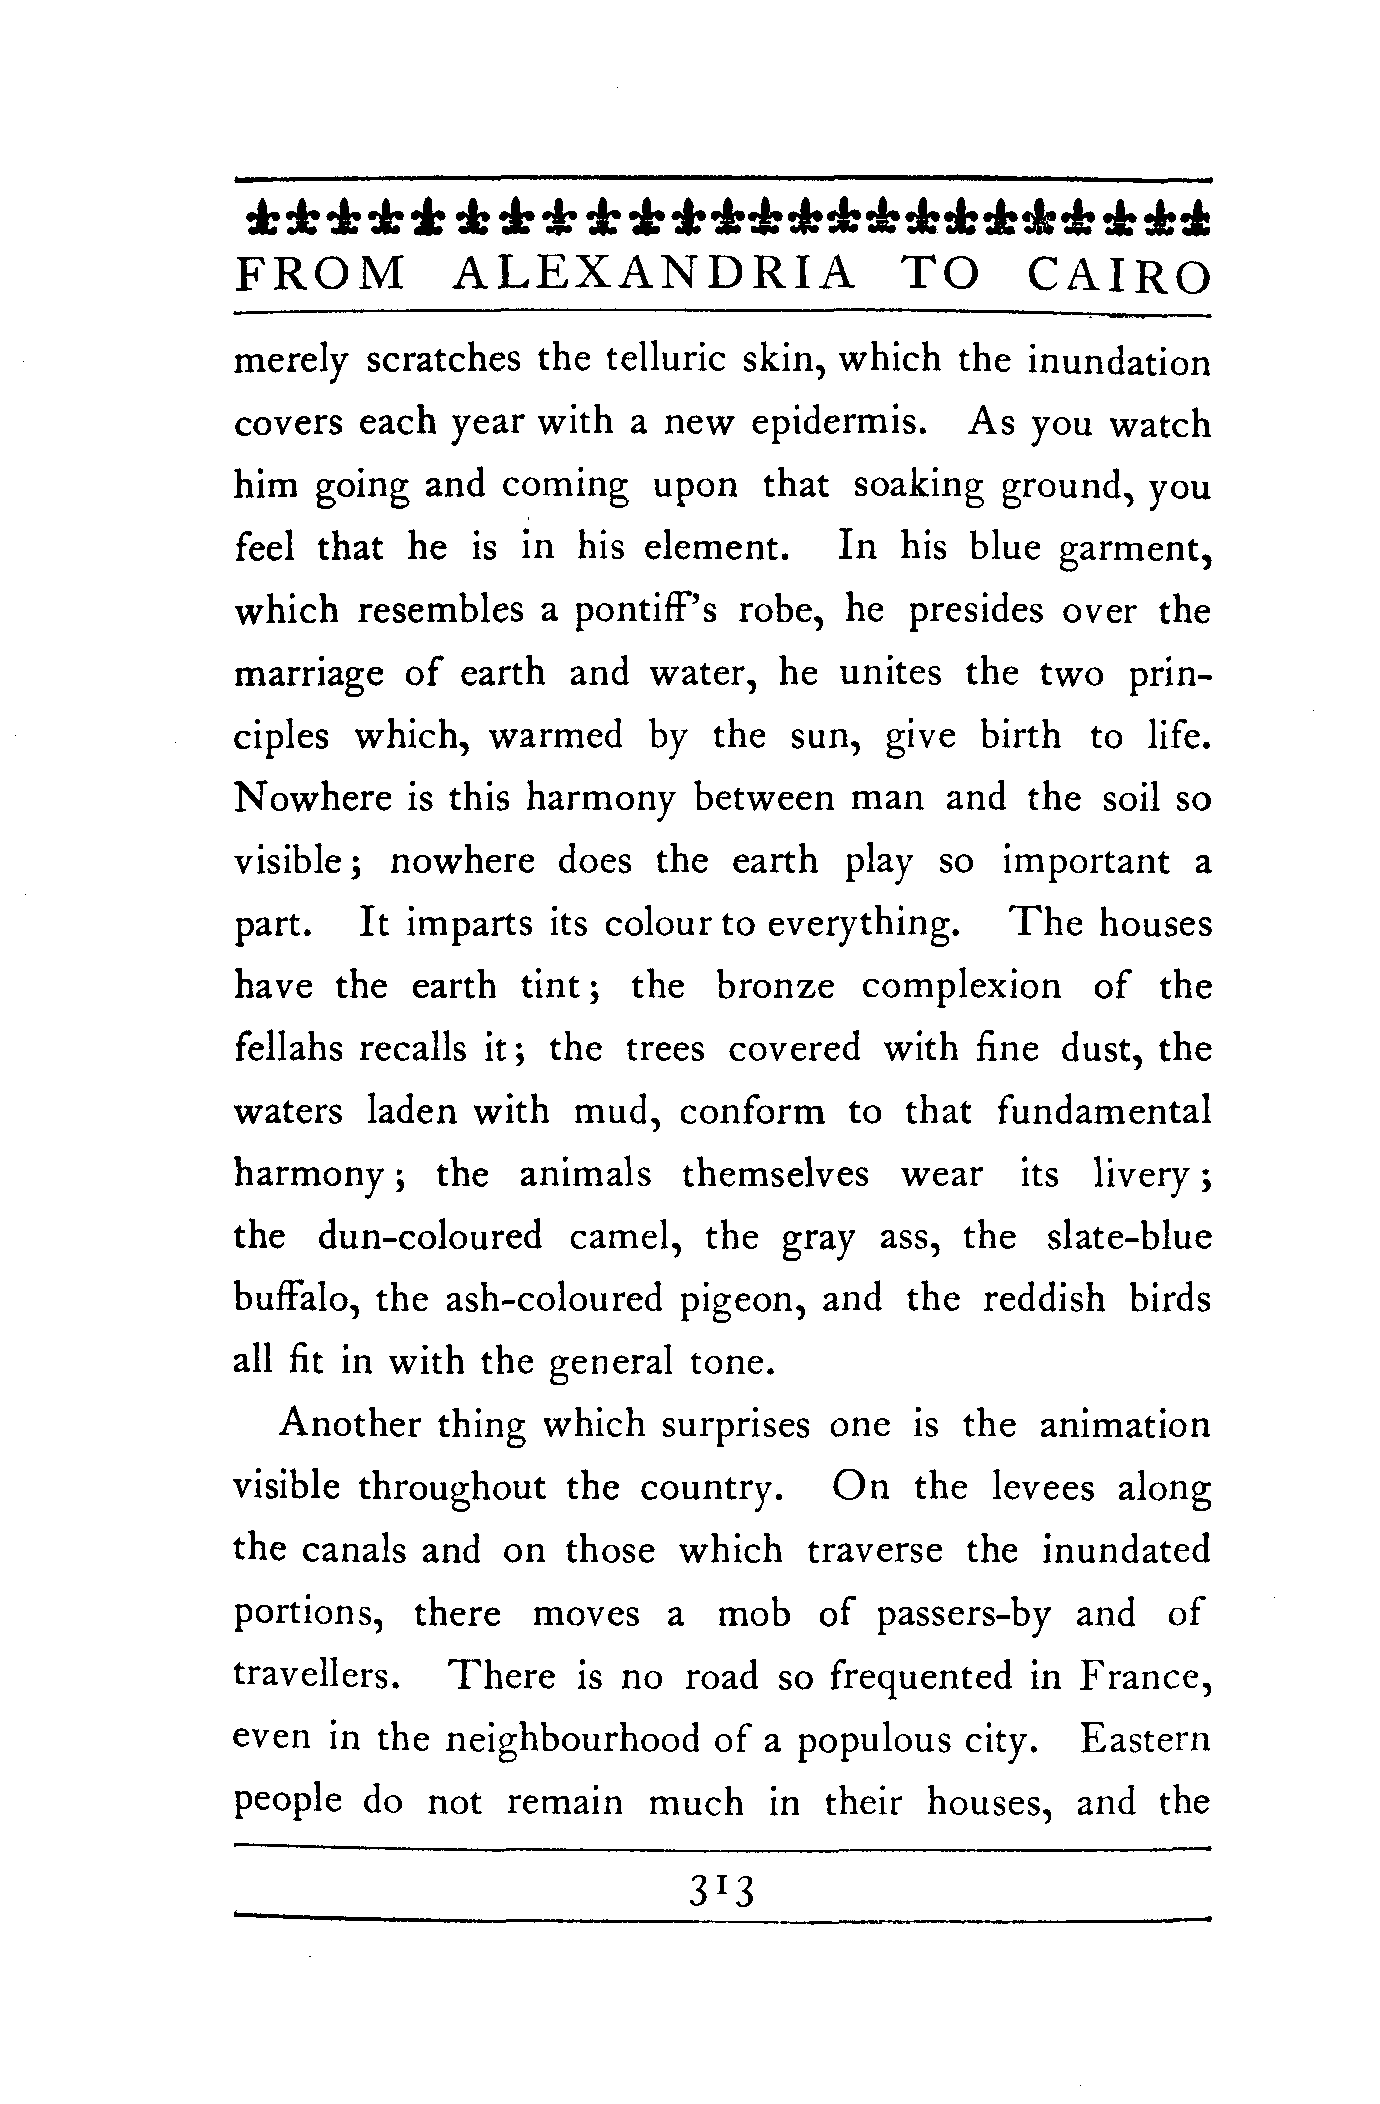 FROM ALEXANDRIA TO CAIRO
merely scratches the telluric skin, which the inundation
covers each year with a new epidermis. As you watch
him going and coming upon that soaking ground, you
feel that he is in his element. In his blue garment,
which resembles a pontiff's robe, he presides over the
marriage of earth and water, he unites the two prin-
ciples which, warmed by the sun, give birth to life.
Nowhere is this harmony between man and the soil so
visible; nowhere does the earth play so important a
part. It imparts its colour to everything. The houses
have the earth tint; the bronze complexion of the
fellahs recalls it; the trees covered with fine dust, the
waters laden with mud, conform to that fundamental
harmony; the animals themselves wear its livery;
the dun-coloured camel, the gray ass, the slate-blue
buffalo, the ash-coloured pigeon, and the reddish birds
all fit in with the general tone.
Another thing which surprises one is the animation
visible throughout the country. On the levees along
the canals and on those which traverse the inundated
portions, there moves a mob of passers-by and of
travellers. There is no road so frequented in France,
even in the neighbourhood of a populous city. Eastern
people do not remain much in their houses, and the
313